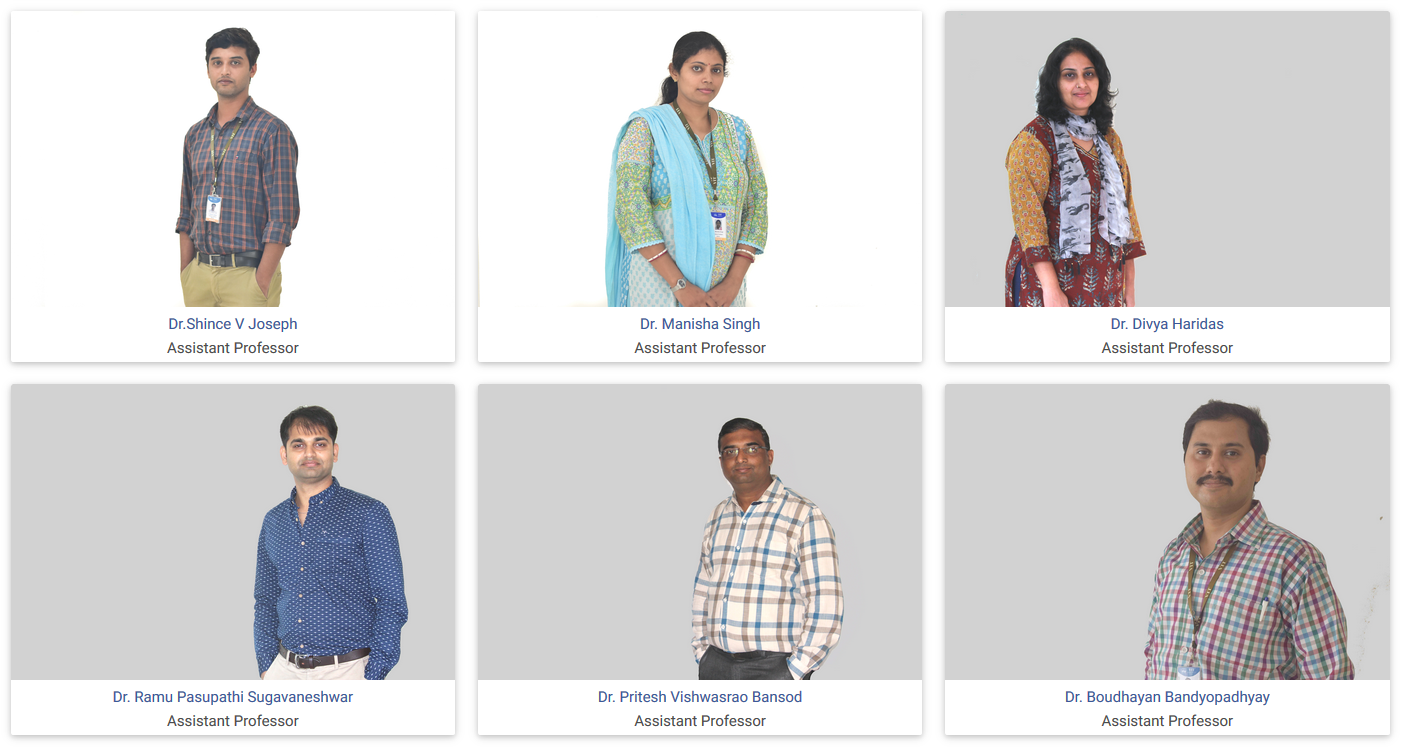 Dr.Shince V Joseph
Assistant Professor
Dr. Manisha Singh
Assistant Professor
Dr. Divya Haridas
Assistant Professor
Dr. Ramu Pasupathi Sugavaneshwar
Assistant Professor
Dr. Pritesh Vishwasrao Bansod
Assistant Professor
Dr. Boudhayan Bandyopadhyay
Assistant Professor